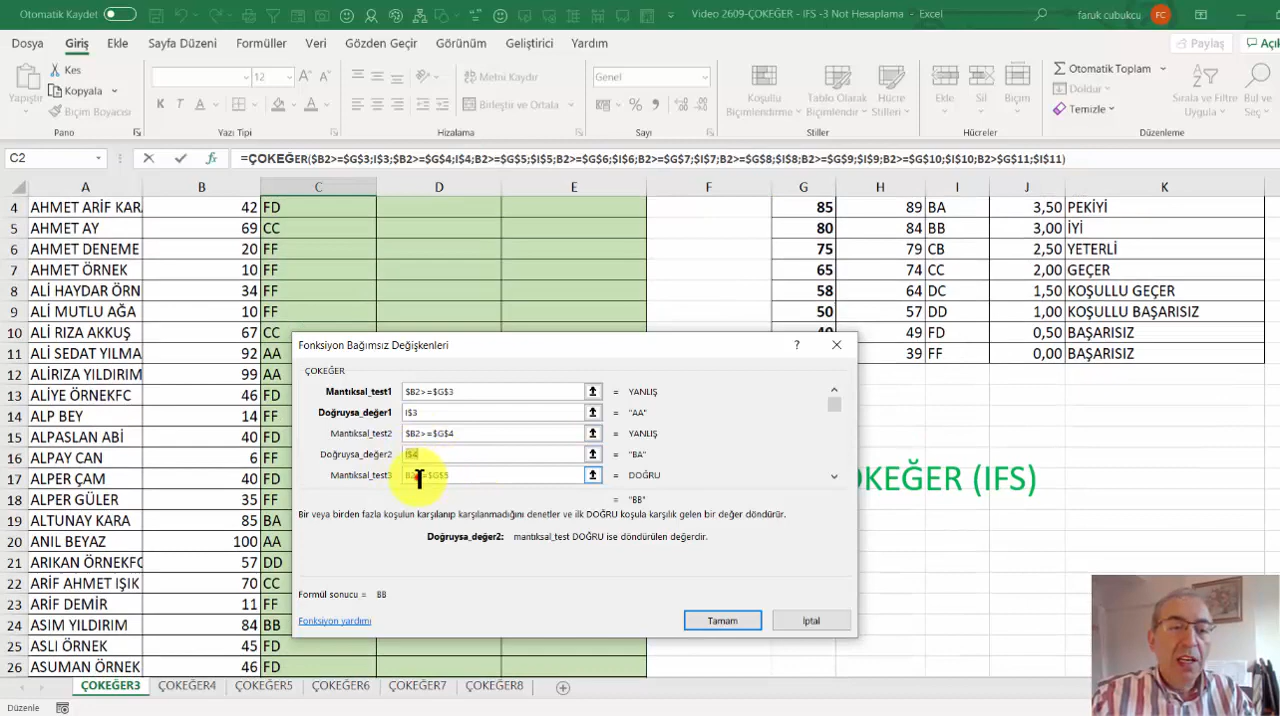 Otomatik Kaydet
Video 2609-ÇOKEĞER - IFS -3 Not Hesaplama - Excel
faruk cubukcu
FC
Dosya Giriş Ekle Sayfa Düzeni Formüller Veri Gözden Geçir Görünüm Geliştirici Yardım
Paylaş
Yapıştır
Kes
Kopyala
Biçim Boyacısı
12
K T A
Metni Kaydır
Birleştir ve Ortala
Genel
Koşullu Biçimlendirme
Tablo Olarak Biçimlendir
Hücre Stilleri
Ekle Sil Biçim
Otomatik Toplam
Doldur
Temizle
Sırala ve Filtre Uygula
Bul ve Seç
Pano Yazı Tipi Hizalama Sayı Stiller Hücreler Düzenleme
C2
fx
=ÇOKEĞER($B2>=$G$3;I$3;$B2>=$G$4;I$4;B2>=$G$5;$I$5;B2>=$G$6;$I$6;B2>=$G$7;$I$7;B2>=$G$8;$I$8;B2>=$G$9;$I$9;B2>=$G$10;$I$10;B2>$G$11;$I$11)
A B C D E F G H I J K
4 AHMET ARİF KAR 42 FD 85 89 BA 3,50 PEKİYİ
5 AHMET AY 69 CC 80 84 BB 3,00 İYİ
6 AHMET DENEME 20 FF 75 79 CB 2,50 YETERLİ
7 AHMET ÖRNEK 10 FF 65 74 CC 2,00 GEÇER
8 ALİ HAYDAR ÖRN 34 FF 58 64 DC 1,50 KOŞULLU GEÇER
9 ALİ MUTLU AĞA 10 FF 50 57 DD 1,00 KOŞULLU BAŞARISIZ
10 ALİ RIZA AKKUŞ 67 CC 40 49 FD 0,50 BAŞARISIZ
11 ALİ SEDAT YILMA 92 AA 39 FF 0,00 BAŞARISIZ
12 ALİRIZA YILDIRIM 99 AA
13 ALİYE ÖRNEKFC 46 FD
14 ALP BEY 14 FF
15 ALPASLAN ABİ 40 FD
16 ALPAY CAN 6 FF
17 ALPER ÇAM 40 FD
18 ALPER GÜLER 35 FF
19 ALTUNAY KARA 85 BA
20 ANIL BEYAZ 100 AA
21 ARIKAN ÖRNEKFC 57 DD
22 ARİF AHMET IŞIK 70 CC
23 ARİF DEMİR 11 FF
24 ASIM YILDIRIM 84 BB
25 ASLI ÖRNEK 45 FD
26 ASUMAN ÖRNEK 46 FD
Fonksiyon Bağımsız Değişkenleri
?
ÇOKEĞER
Mantıksal_test1 $B2>=$G$3 = YANLIŞ
Doğruysa_değer1 I$3 = "AA"
Mantıksal_test2 $B2>=$G$4 = YANLIŞ
Doğruysa_değer2 I$4 = "BA"
Mantıksal_test3 B2>=$G$5 = DOĞRU
= "BB"
Bir veya birden fazla koşulun karşılanıp karşılanmadığını denetler ve ilk DOĞRU koşula karşılık gelen bir değer döndürür.
Doğruysa_değer2: mantıksal_test DOĞRU ise döndürülen değerdir.
Formül sonucu = BB
Fonksiyon yardımı
Tamam
İptal
OKEĞER (IFS)
ÇOKEĞER3 ÇOKEĞER4 ÇOKEĞER5 ÇOKEĞER6 ÇOKEĞER7 ÇOKEĞER8
Düzenle